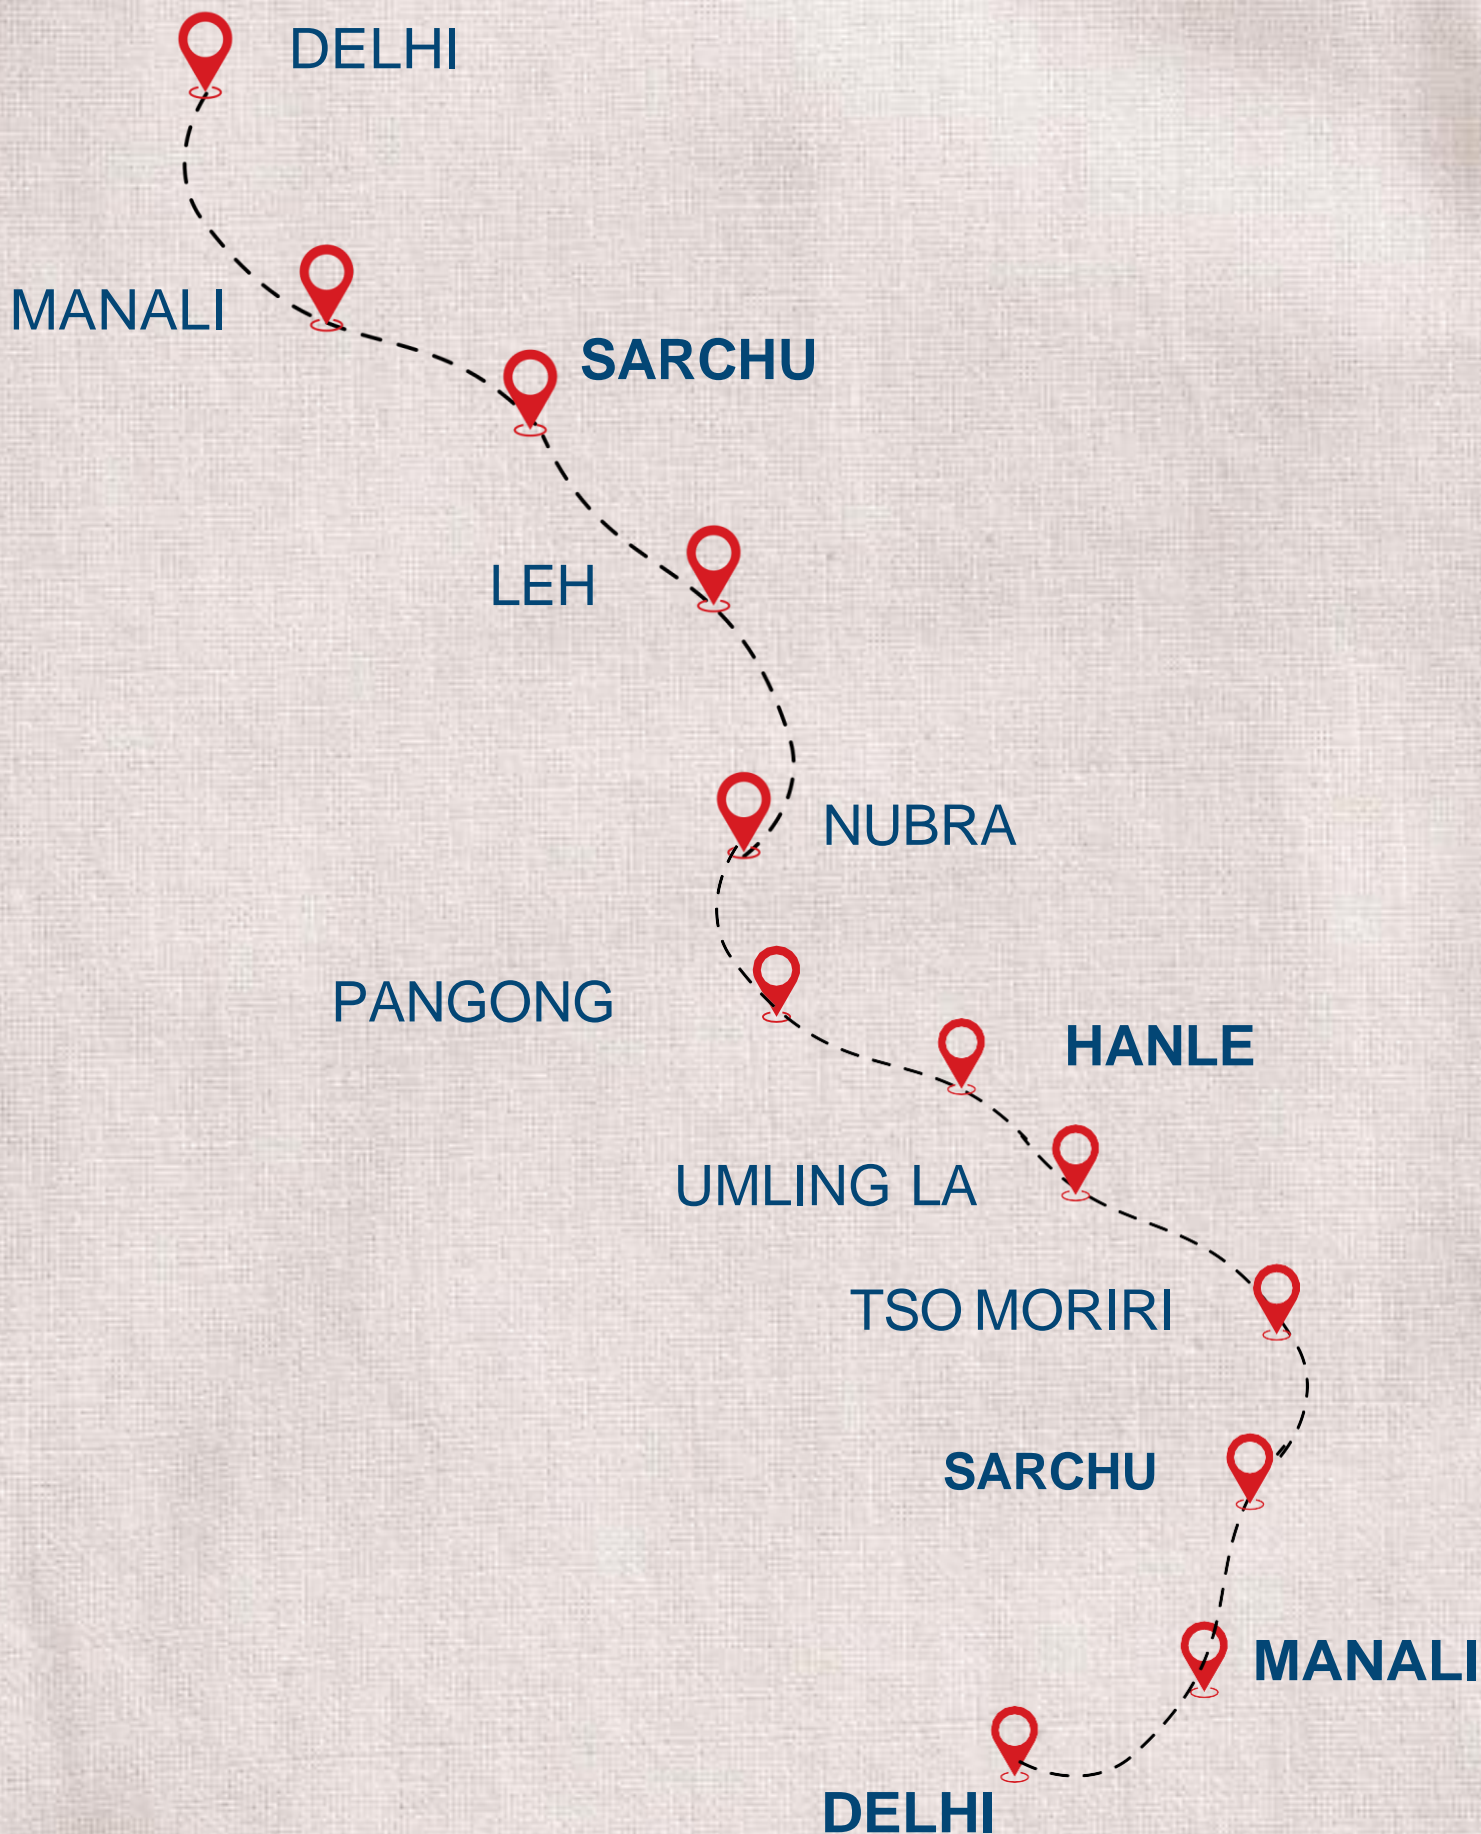 DELHI
MANALI
SARCHU
LEH
NUBRA
PANGONG
HANLE
UMLING LA
TSO MORIRI
SARCHU
MANALI
DELHI